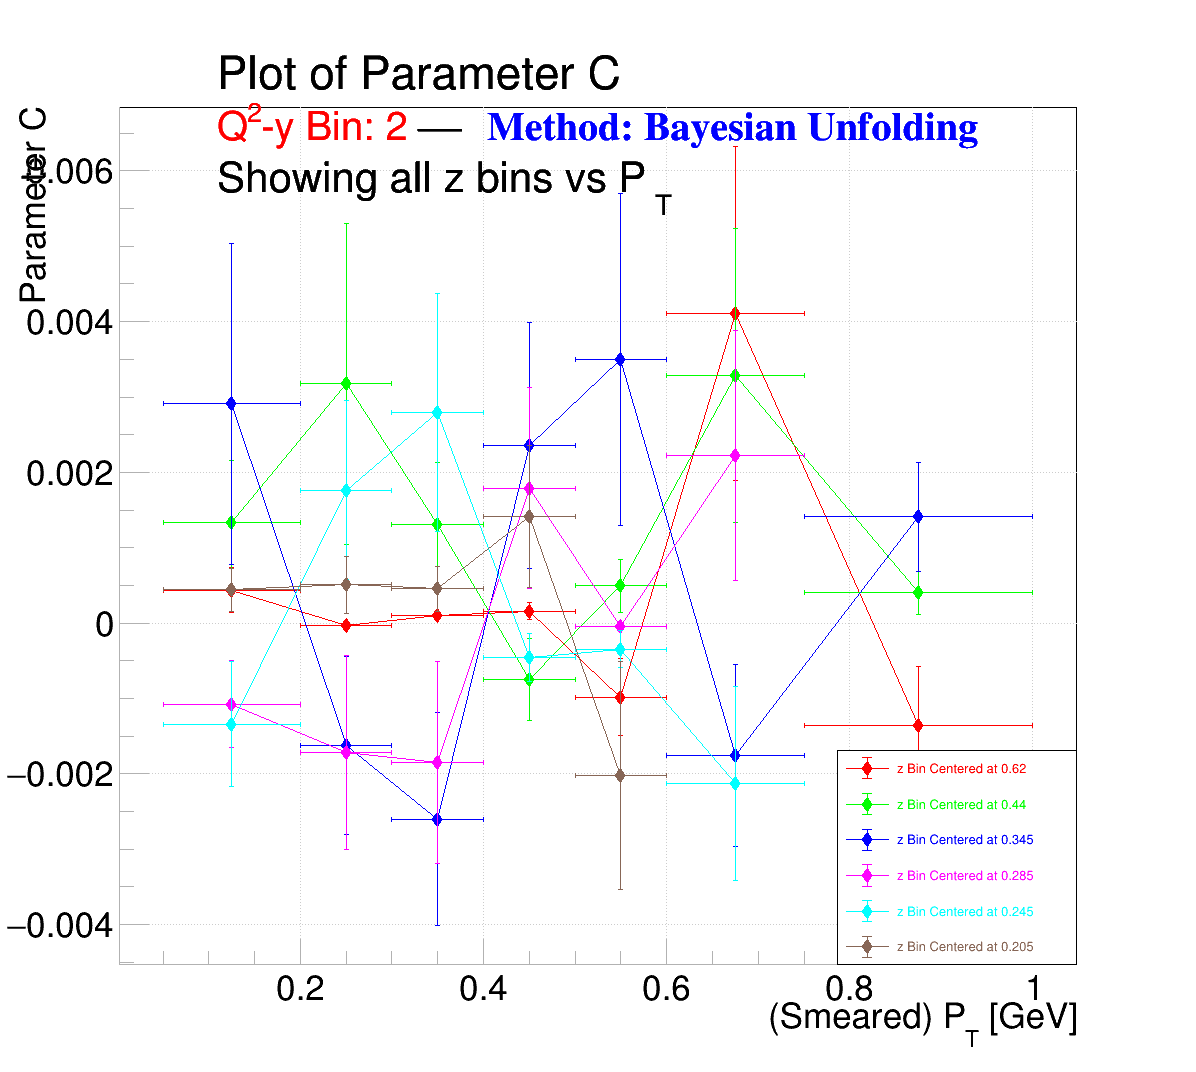 Plot of Parameter C
Q²-y Bin: 2 — Method: Bayesian Unfolding
Showing all z bins vs P T
Parameter C
0.006
0.004
0.002
0
−0.002
−0.004
z Bin Centered at 0.62
z Bin Centered at 0.44
z Bin Centered at 0.345
z Bin Centered at 0.285
z Bin Centered at 0.245
z Bin Centered at 0.205
0.2 0.4 0.6 0.8 1
(Smeared) P_T [GeV]